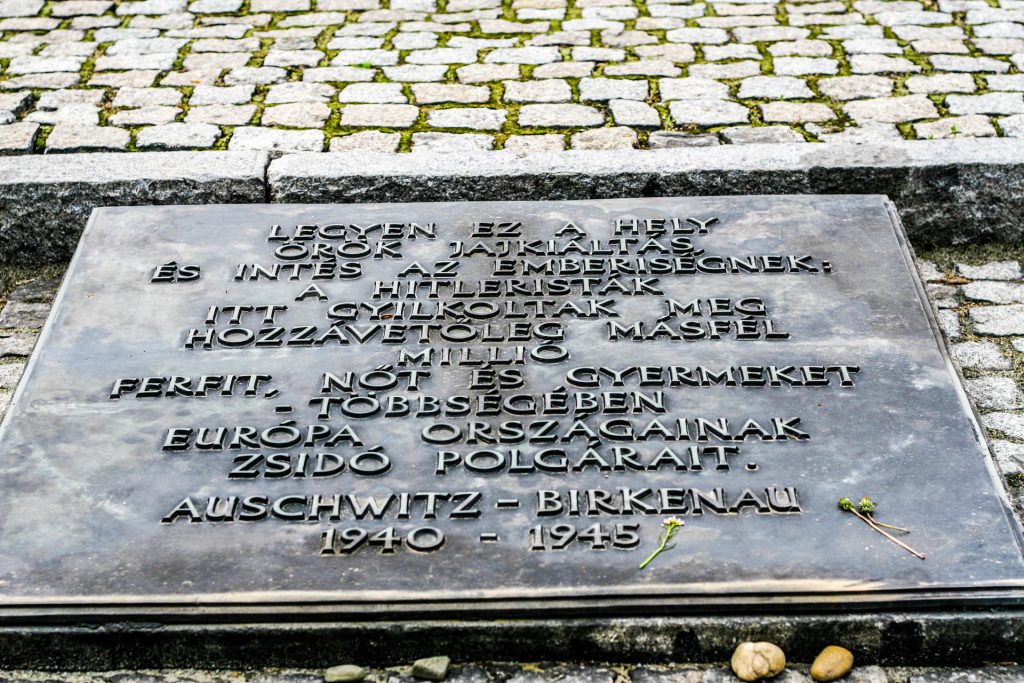 LEGYEN EZ A HELY
ÖRÖK JAJKIÁLTÁS,
ÉS INTÉS AZ EMBERISÉGNEK:
A HITLERISTÁK
ITT GYILKOLTAK MEG
HOZZÁVETŐLEG MÁSFÉL
MILLIÓ
FÉRFIT, NŐT ÉS GYERMEKET
- TÖBBSÉGÉBEN
EURÓPA ORSZÁGAINAK
ZSIDÓ POLGÁRAIT.
AUSCHWITZ - BIRKENAU
1940 - 1945